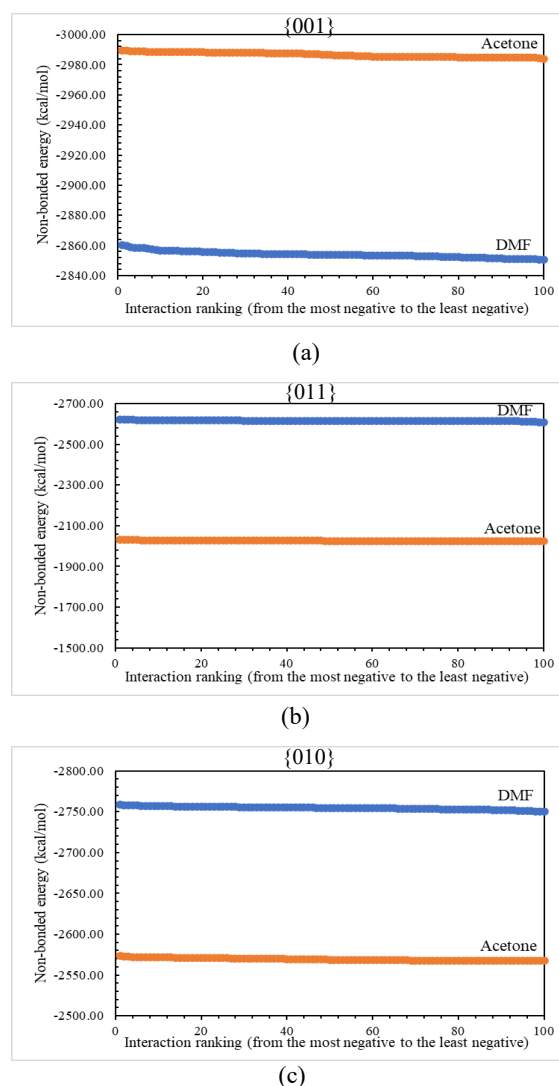 {001}
-3000.00
Acetone
-2980.00
-2960.00
-2940.00
-2920.00
-2900.00
-2880.00
-2860.00
DMF
-2840.00
Non-bonded energy (kcal/mol)
0 20 40 60 80 100
Interaction ranking (from the most negative to the least negative)
(a)
{011}
-2700.00
DMF
-2500.00
-2300.00
-2100.00
Acetone
-1900.00
-1700.00
-1500.00
Non-bonded energy (kcal/mol)
0 20 40 60 80 100
Interaction ranking (from the most negative to the least negative)
(b)
{010}
-2800.00
DMF
-2750.00
-2700.00
-2650.00
-2600.00
Acetone
-2550.00
-2500.00
Non-bonded energy (kcal/mol)
0 20 40 60 80 100
Interaction ranking (from the most negative to the least negative)
(c)